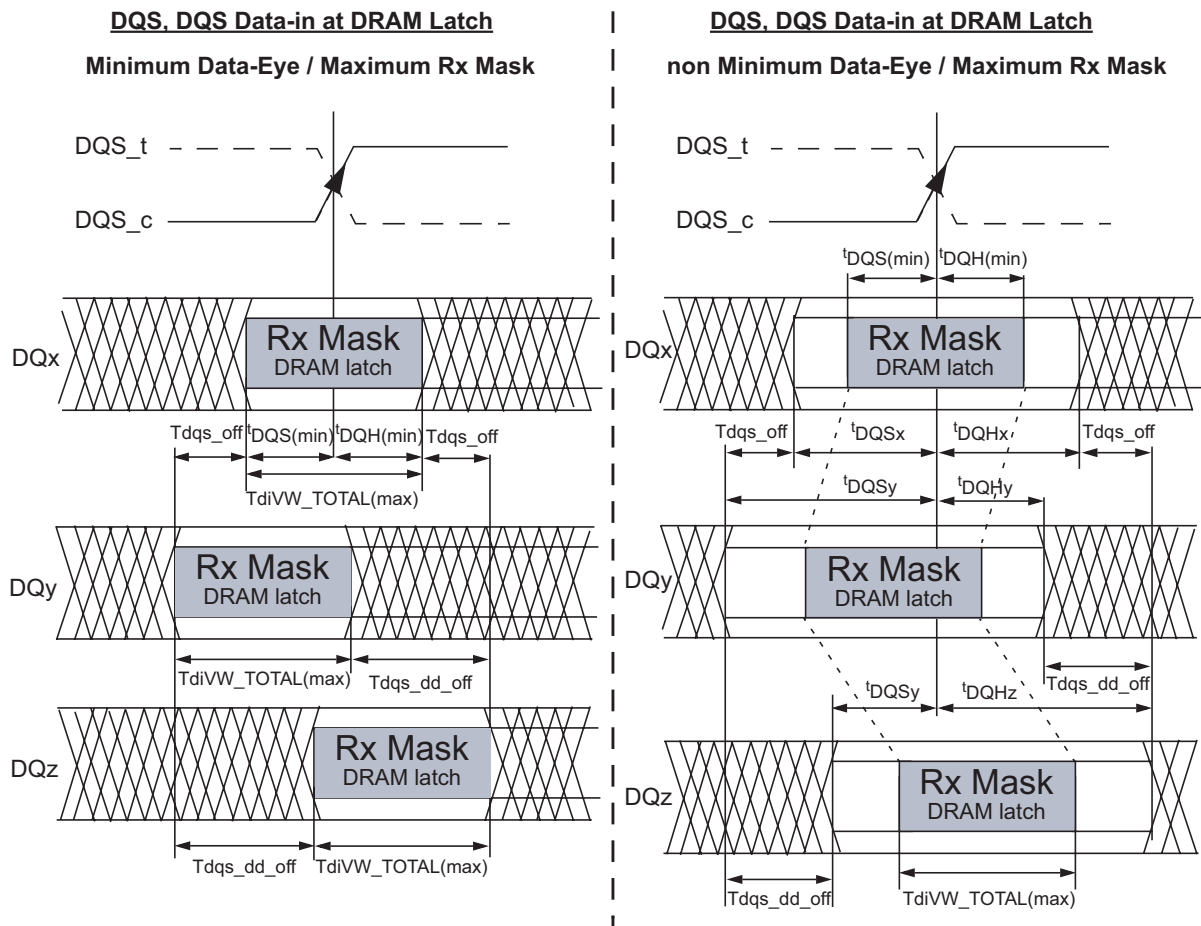 DQS, DQS Data-in at DRAM Latch
Minimum Data-Eye / Maximum Rx Mask
DQS_t
DQS_c
DQx
Rx Mask
DRAM latch
Tdqs_off
tDQS(min)
tDQH(min)
Tdqs_off
TdiVW_TOTAL(max)
DQy
Rx Mask
DRAM latch
TdiVW_TOTAL(max)
Tdqs_dd_off
DQz
Rx Mask
DRAM latch
Tdqs_dd_off
TdiVW_TOTAL(max)
DQS, DQS Data-in at DRAM Latch
non Minimum Data-Eye / Maximum Rx Mask
DQS_t
DQS_c
tDQS(min)
tDQH(min)
DQx
Rx Mask
DRAM latch
Tdqs_off
tDQSx
tDQHx
Tdqs_off
tDQSy
tDQHy
DQy
Rx Mask
DRAM latch
Tdqs_dd_off
tDQSy
tDQHz
DQz
Rx Mask
DRAM latch
Tdqs_dd_off
TdiVW_TOTAL(max)